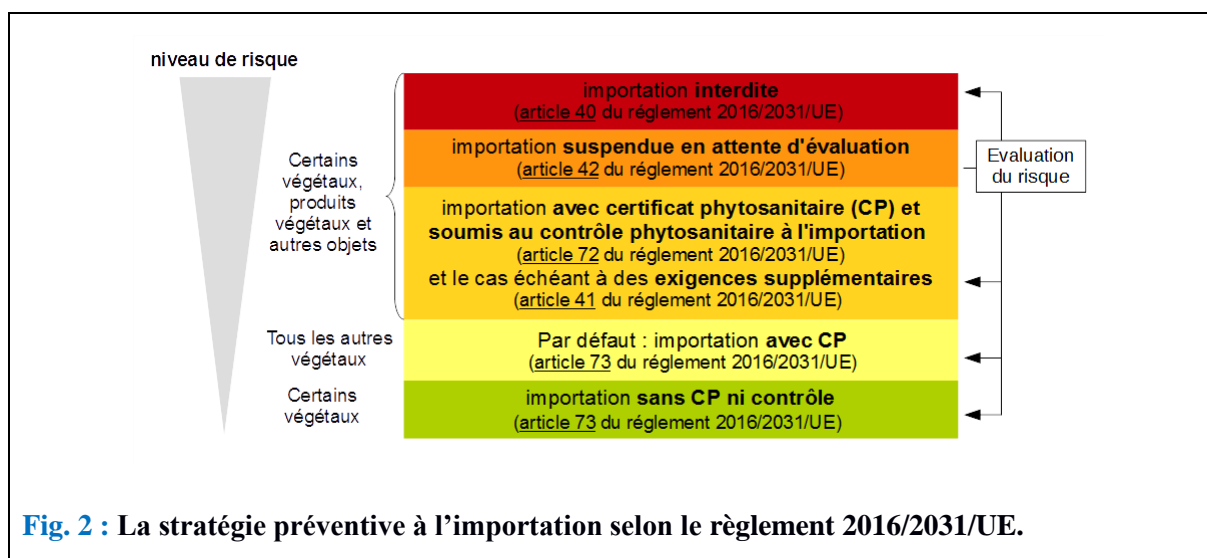 niveau de risque
importation interdite
(article 40 du réglement 2016/2031/UE)
importation suspendue en attente d'évaluation
(article 42 du réglement 2016/2031/UE)
Evaluation
du risque
Certains
végétaux,
produits
végétaux et
autres objets
importation avec certificat phytosanitaire (CP) et
soumis au contrôle phytosanitaire à l'importation
(article 72 du réglement 2016/2031/UE)
et le cas échéant à des exigences supplémentaires
(article 41 du réglement 2016/2031/UE)
Tous les autres
végétaux
Par défaut : importation avec CP
(article 73 du réglement 2016/2031/UE)
Certains
végétaux
importation sans CP ni contrôle
(article 73 du réglement 2016/2031/UE)
Fig. 2 : La stratégie préventive à l’importation selon le règlement 2016/2031/UE.